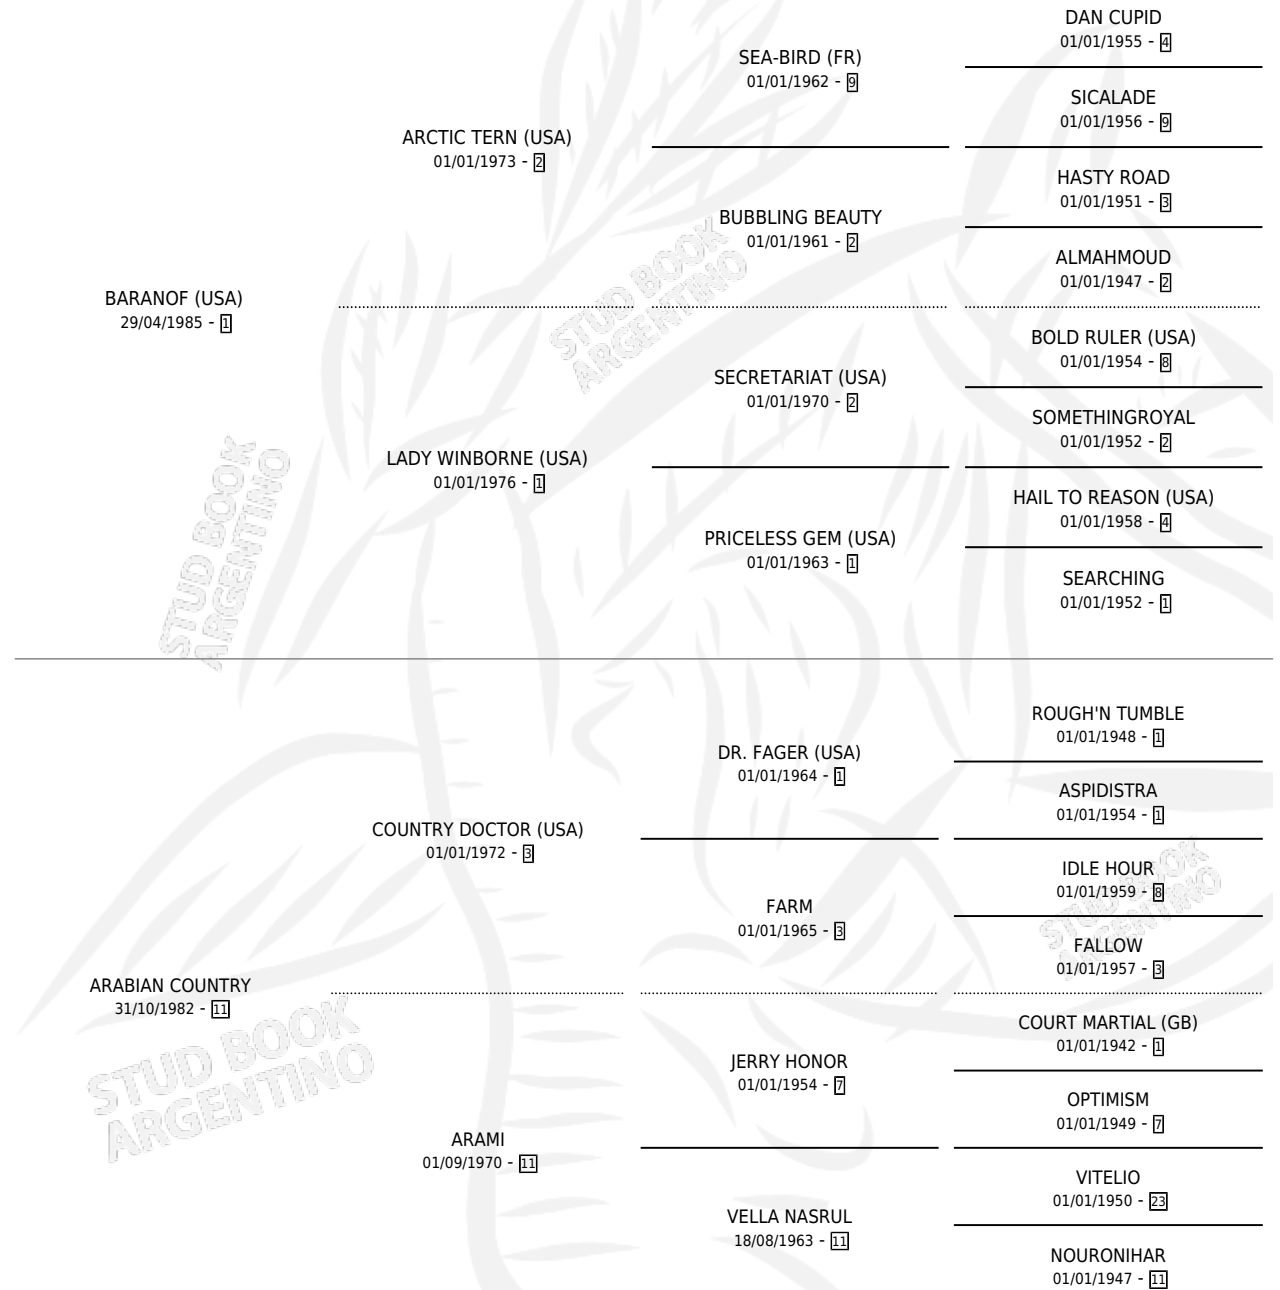 DAN CUPID
01/01/1955 - 4
SEA-BIRD (FR)
01/01/1962 - 9
SICALADE
01/01/1956 - 9
ARCTIC TERN (USA)
01/01/1973 - 2
HASTY ROAD
01/01/1951 - 3
BUBBLING BEAUTY
01/01/1961 - 2
ALMAHMOUD
01/01/1947 - 2
BARANOF (USA)
29/04/1985 - 1
STUD BOOK
ARGENTINO
BOLD RULER (USA)
01/01/1954 - 8
SECRETARIAT (USA)
01/01/1970 - 2
SOMETHINGROYAL
01/01/1952 - 2
LADY WINBORNE (USA)
01/01/1976 - 1
HAIL TO REASON (USA)
01/01/1958 - 4
PRICELESS GEM (USA)
01/01/1963 - 1
SEARCHING
01/01/1952 - 1
STUD BOOK
ARGENTINO
ROUGH'N TUMBLE
01/01/1948 - 1
DR. FAGER (USA)
01/01/1964 - 1
ASPIDISTRA
01/01/1954 - 1
COUNTRY DOCTOR (USA)
01/01/1972 - 3
IDLE HOUR
01/01/1959 - 8
FARM
01/01/1965 - 3
STUD BOOK
ARGENTINO
FALLOW
01/01/1957 - 3
ARABIAN COUNTRY
31/10/1982 - 11
COURT MARTIAL (GB)
01/01/1942 - 1
JERRY HONOR
01/01/1954 - 7
STUD BOOK
ARGENTINO
OPTIMISM
01/01/1949 - 7
ARAMI
01/09/1970 - 11
VITELIO
01/01/1950 - 23
VELLA NASRUL
18/08/1963 - 11
NOURONIHAR
01/01/1947 - 11